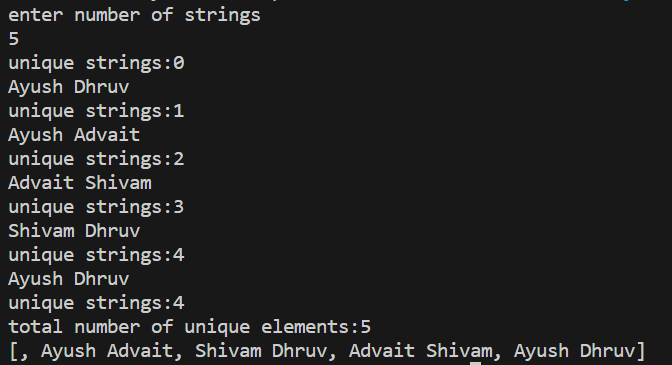 enter number of strings
5
unique strings:0
Ayush Dhruv
unique strings:1
Ayush Advait
unique strings:2
Advait Shivam
unique strings:3
Shivam Dhruv
unique strings:4
Ayush Dhruv
unique strings:4
total number of unique elements:5
[, Ayush Advait, Shivam Dhruv, Advait Shivam, Ayush Dhruv]